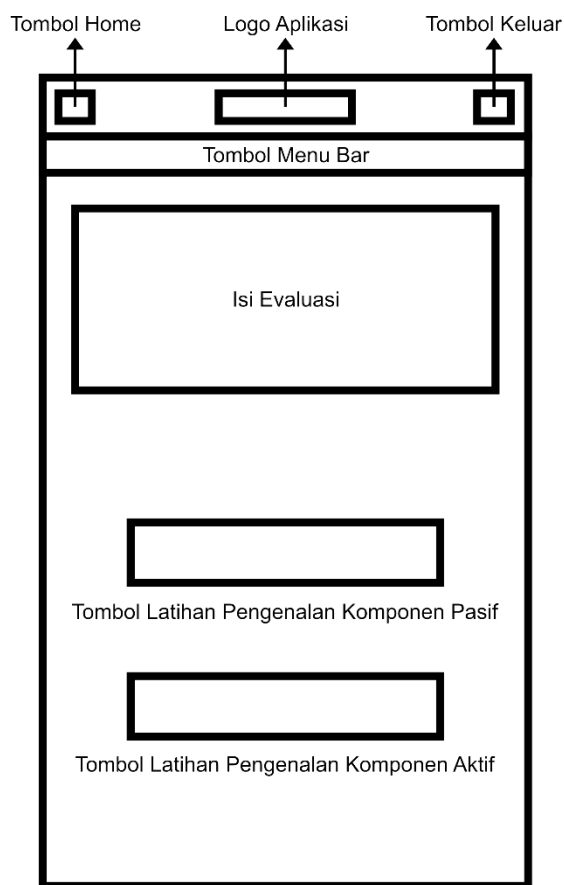 Tombol Home
Logo Aplikasi
Tombol Keluar
Tombol Menu Bar
Isi Evaluasi
Tombol Latihan Pengenalan Komponen Pasif
Tombol Latihan Pengenalan Komponen Aktif